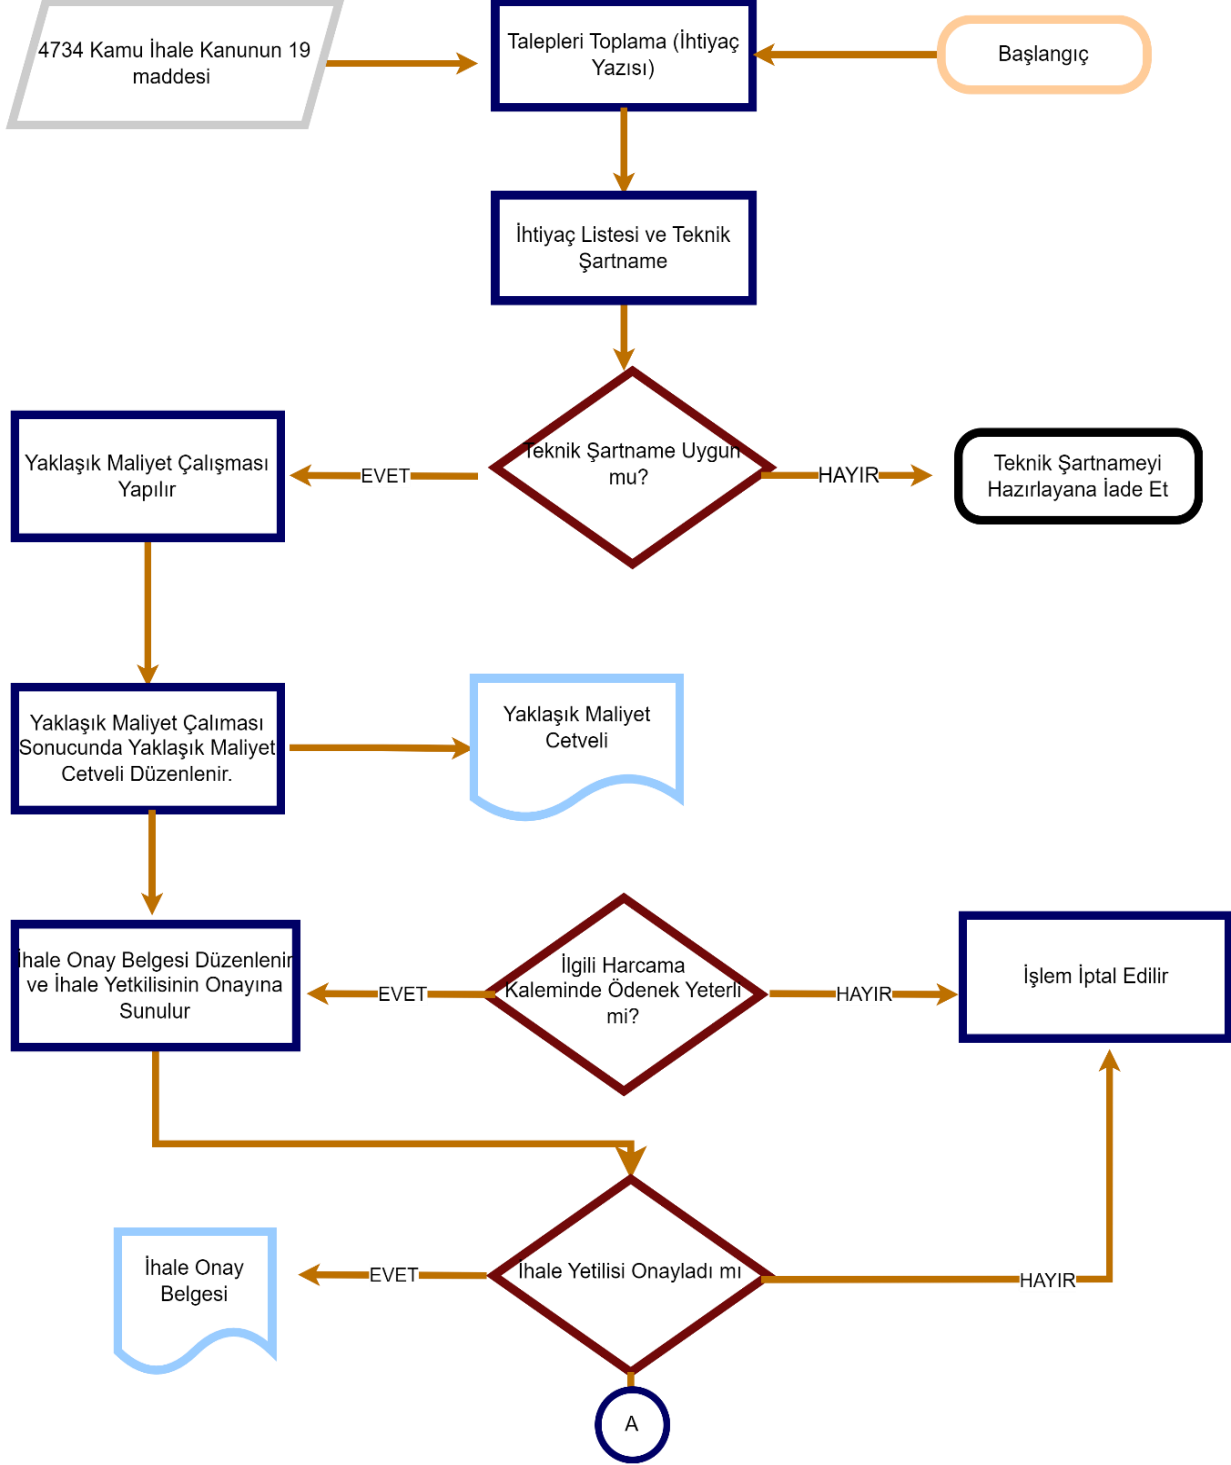 4734 Kamu İhale Kanunun 19
maddesi
Talepleri Toplama (İhtiyaç
Yazısı)
Başlangıç
İhtiyaç Listesi ve Teknik
Şartname
Teknik Şartname Uygun
mu?
EVET
HAYIR
Yaklaşık Maliyet Çalışması
Yapılır
Teknik Şartnameyi
Hazırlayana İade Et
Yaklaşık Maliyet Çalıması
Sonucunda Yaklaşık Maliyet
Cetveli Düzenlenir.
Yaklaşık Maliyet
Cetveli
İhale Onay Belgesi Düzenlenir
ve İhale Yetkilisinin Onayına
Sunulur
EVET
İlgili Harcama
Kaleminde Ödenek Yeterli
mi?
HAYIR
İşlem İptal Edilir
İhale Onay
Belgesi
EVET
İhale Yetilisi Onayladı mı
HAYIR
A